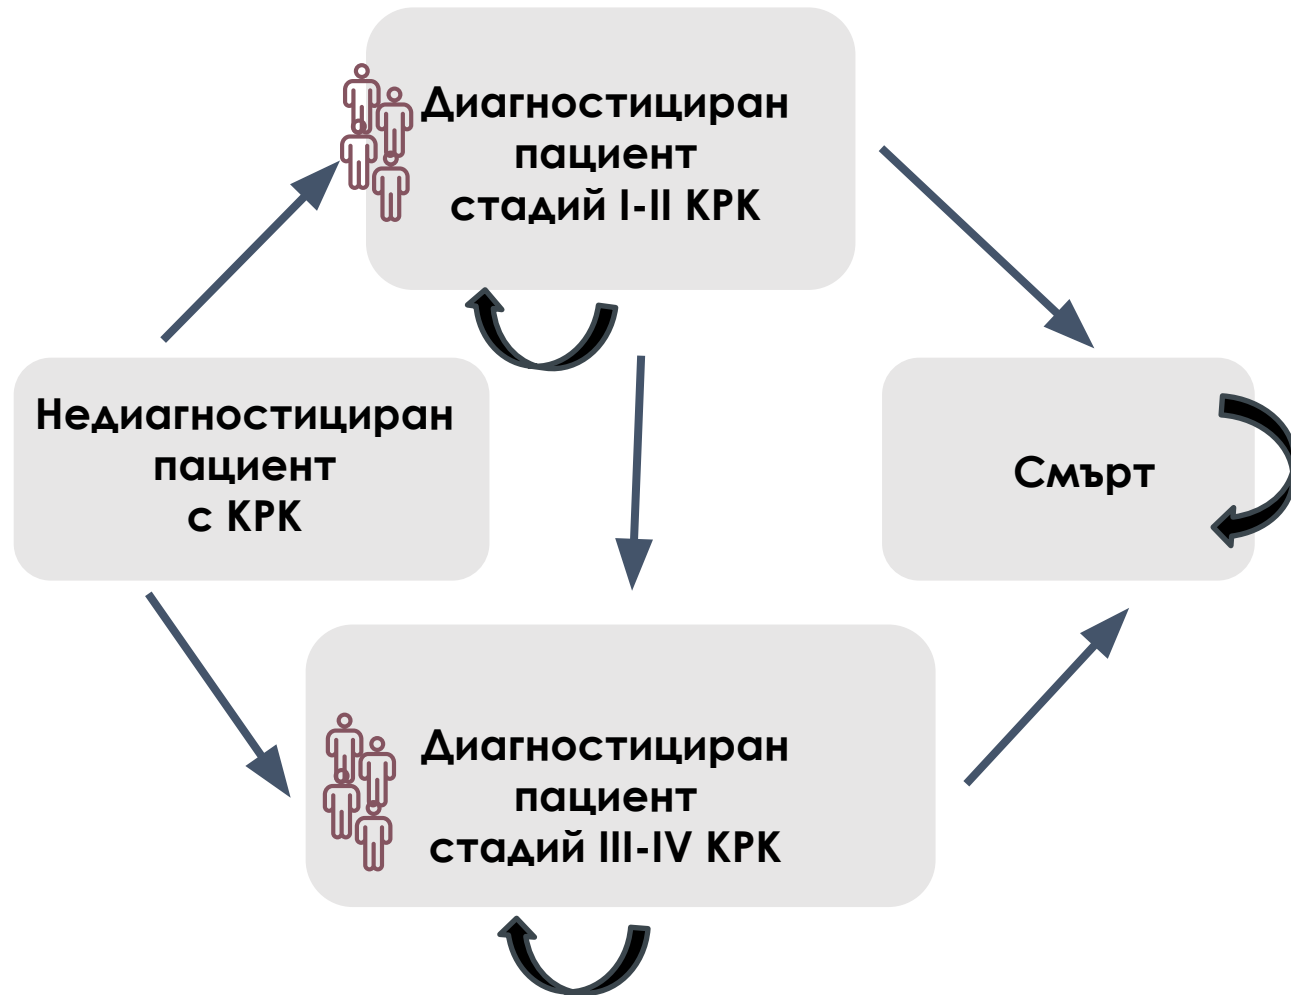 Диагностициран
пациент
стадий I-II КРК
Недиагностициран
пациент
с КРК
Смърт
Диагностициран
пациент
стадий III-IV КРК